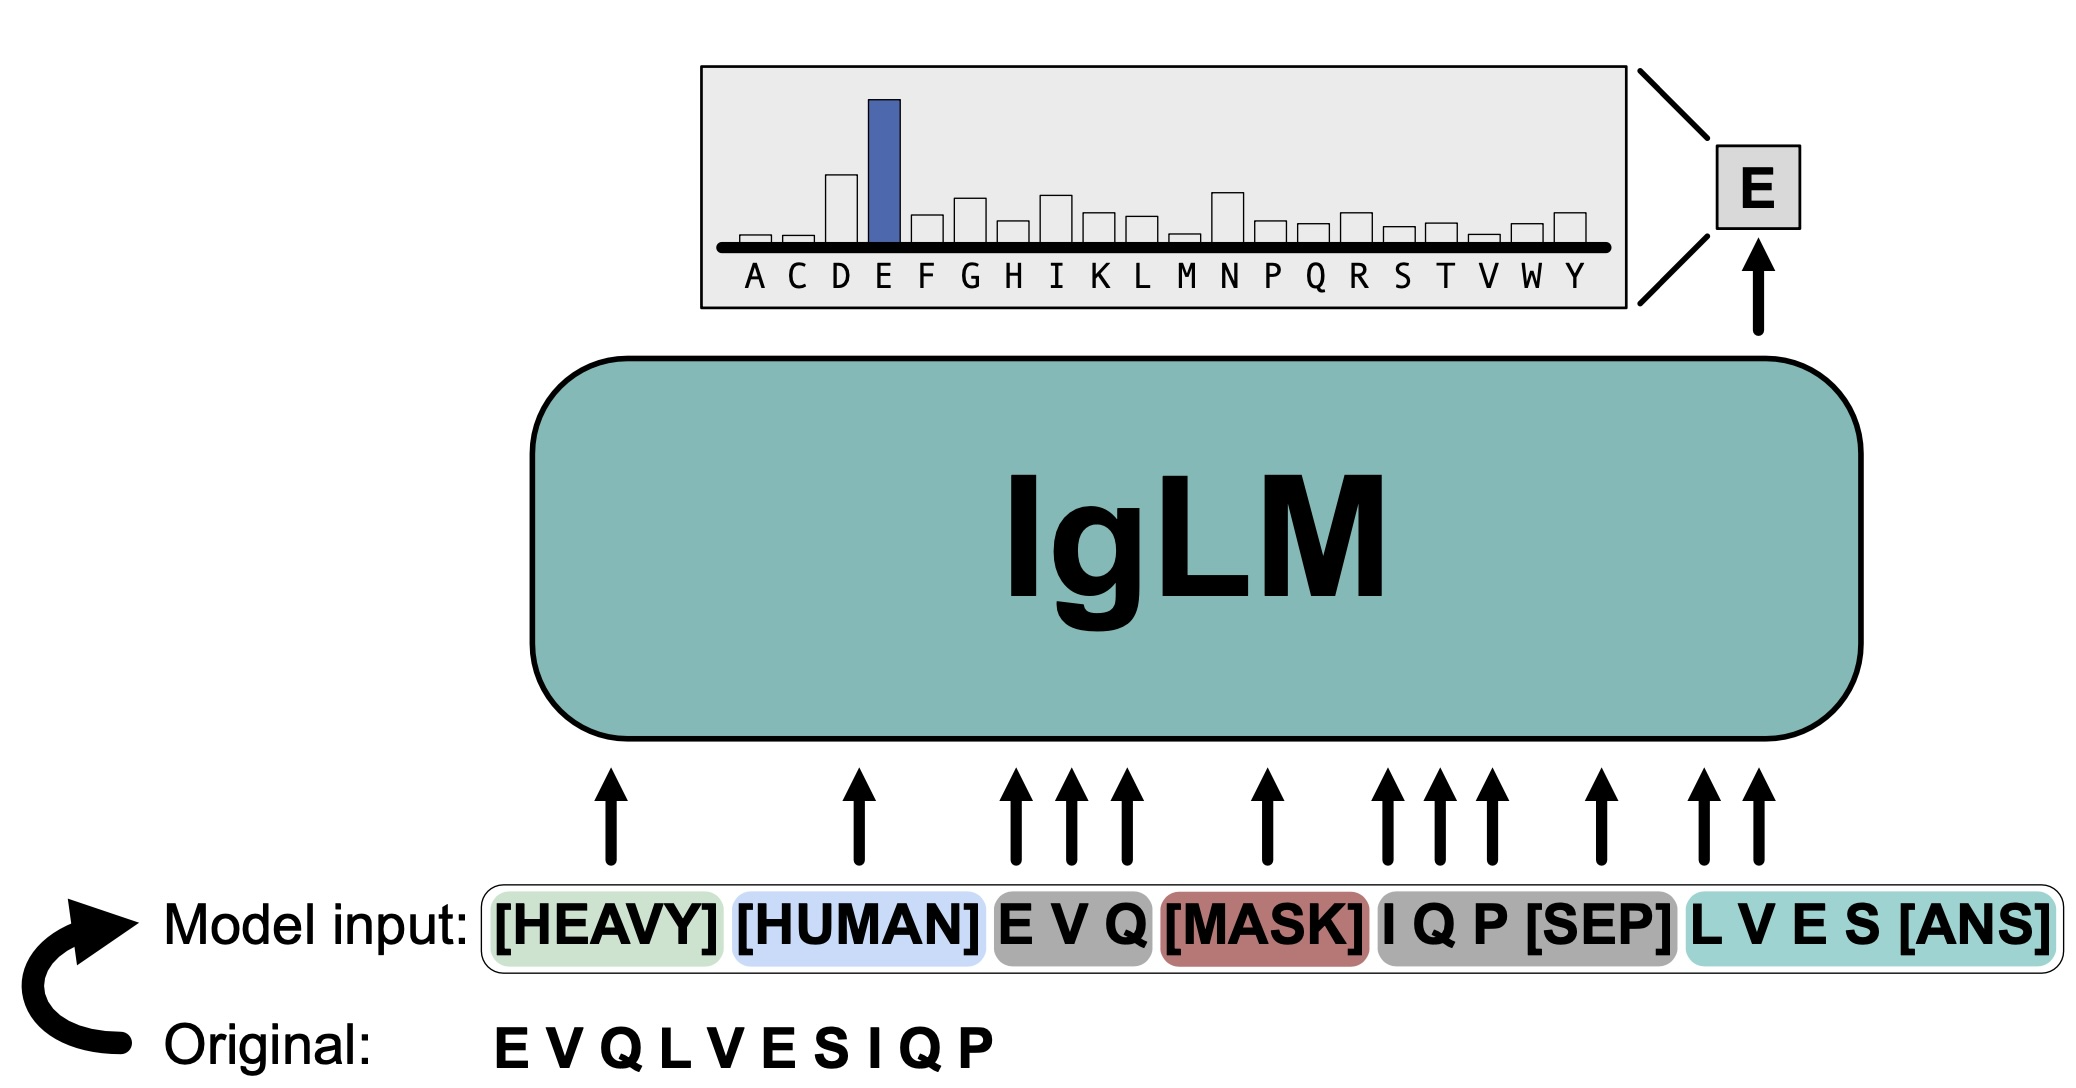 A C D E F G H I K L M N P Q R S T V W Y
E
IgLM
Model input: [HEAVY] [HUMAN] E V Q [MASK] I Q P [SEP] L V E S [ANS]
Original: E V Q L V E S I Q P